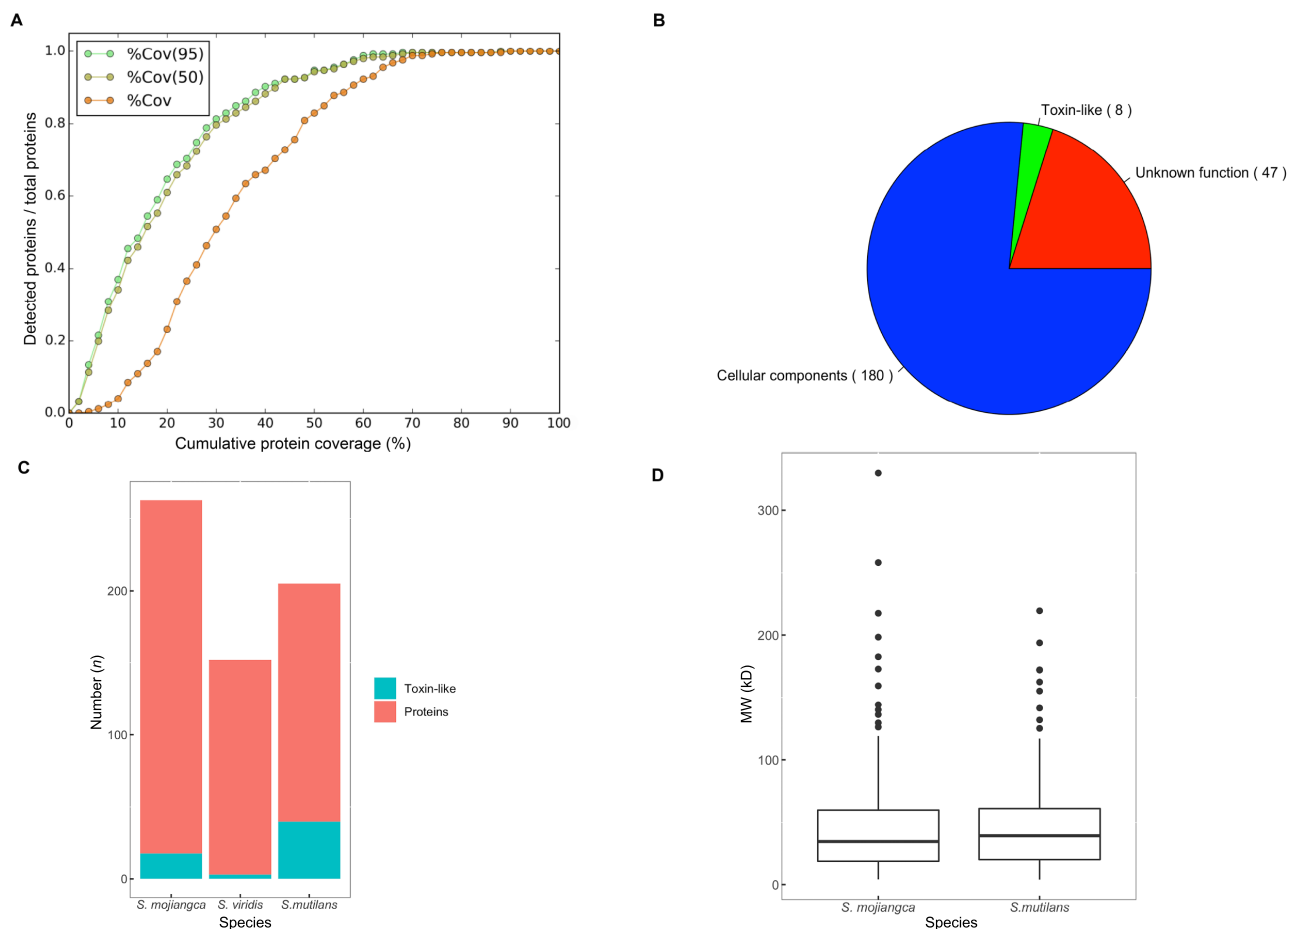 A
1.0
0.8
0.6
0.4
0.2
0.0
Detected proteins / total proteins
%Cov(95)
%Cov(50)
%Cov
0 10 20 30 40 50 60 70 80 90 100
Cumulative protein coverage (%)
B
Toxin-like ( 8 )
Unknown function ( 47 )
Cellular components ( 180 )
C
200
100
0
Number (n)
S. mojiangca S. viridis S.mutilans
Species
Toxin-like
Proteins
D
300
200
100
0
MW (kD)
S. mojiangca S.mutilans
Species